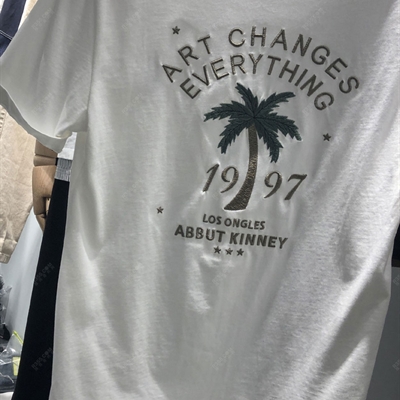 ART CHANGES
EVERYTHING
1997
LOS ONGLES
ABBUT KINNEY